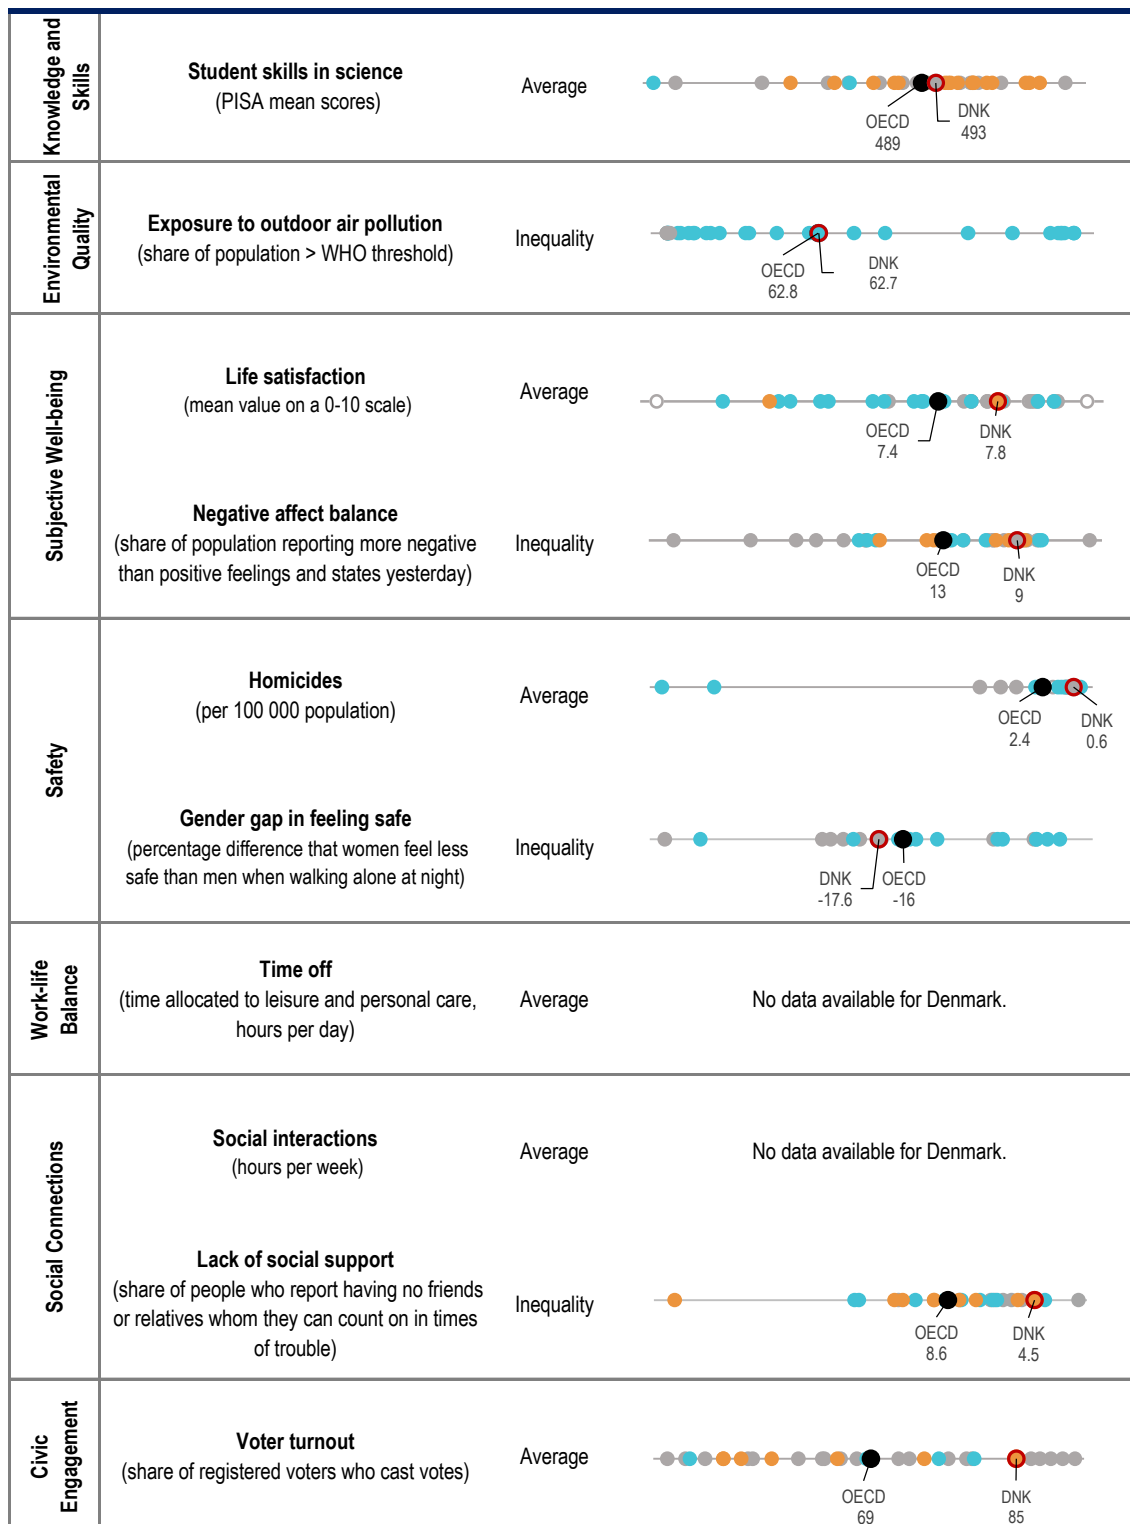 Knowledge and
Skills
Student skills in science
(PISA mean scores)
Average
OECD
489
DNK
493
Environmental
Quality
Exposure to outdoor air pollution
(share of population > WHO threshold)
Inequality
OECD
62.8
DNK
62.7
Subjective Well-being
Life satisfaction
(mean value on a 0-10 scale)
Average
OECD
7.4
DNK
7.8
Negative affect balance
(share of population reporting more negative
than positive feelings and states yesterday)
Inequality
OECD
13
DNK
9
Safety
Homicides
(per 100 000 population)
Average
OECD
2.4
DNK
0.6
Gender gap in feeling safe
(percentage difference that women feel less
safe than men when walking alone at night)
Inequality
DNK
-17.6
OECD
-16
Work-life
Balance
Time off
(time allocated to leisure and personal care,
hours per day)
Average
No data available for Denmark.
Social Connections
Social interactions
(hours per week)
Average
No data available for Denmark.
Lack of social support
(share of people who report having no friends
or relatives whom they can count on in times
of trouble)
Inequality
OECD
8.6
DNK
4.5
Civic
Engagement
Voter turnout
(share of registered voters who cast votes)
Average
OECD
69
DNK
85